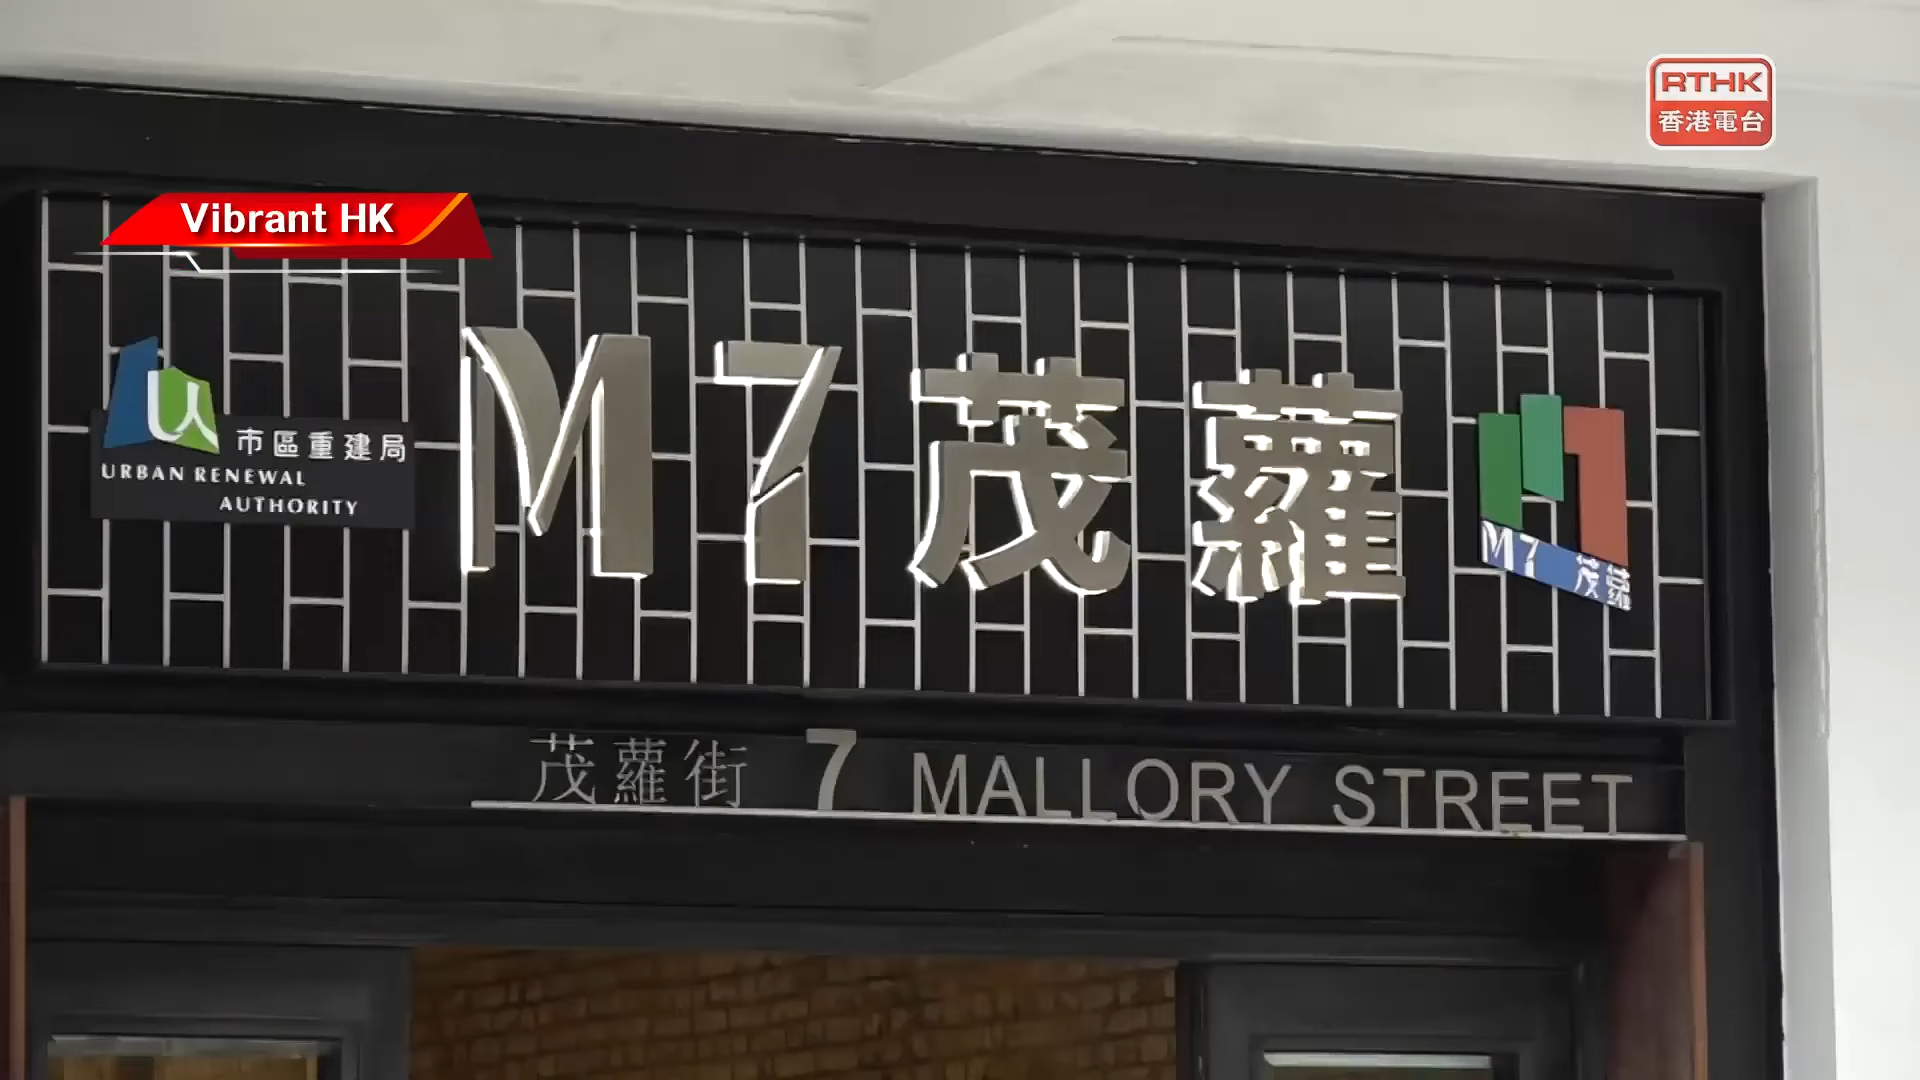 RTHK
香港電台
Vibrant HK
市區重建局
URBAN RENEWAL
AUTHORITY
M7茂蘿
M7 茂蘿
茂蘿街 7 MALLORY STREET